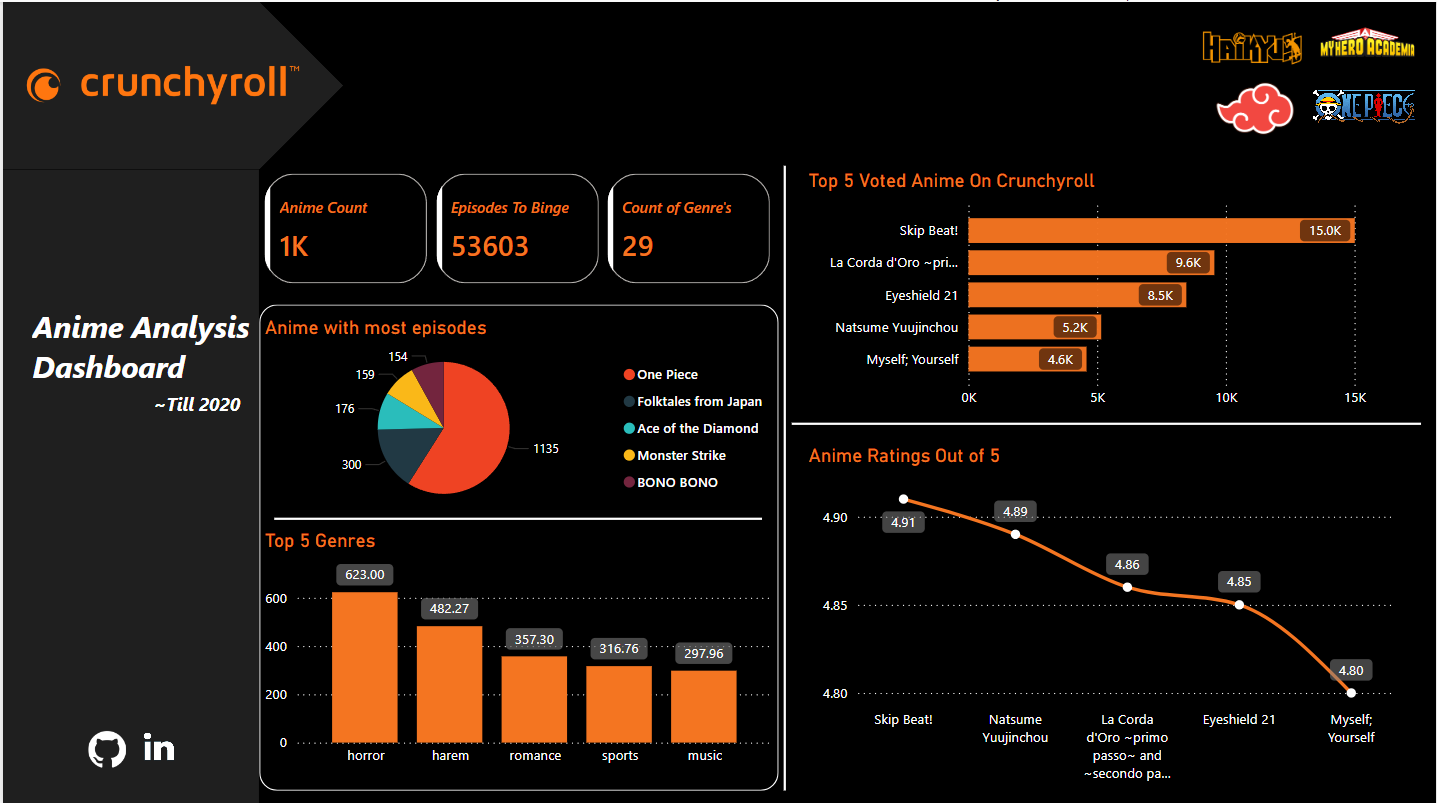 crunchyroll™
HAIKYU!!
MY HERO ACADEMIA
ONE PIECE
Anime Analysis
Dashboard
~Till 2020
Anime Count
1K
Episodes To Binge
53603
Count of Genre's
29
Anime with most episodes
154
159
176
300
1135
One Piece
Folktales from Japan
Ace of the Diamond
Monster Strike
BONO BONO
Top 5 Genres
600
400
200
0
623.00
482.27
357.30
316.76
297.96
horror
harem
romance
sports
music
Top 5 Voted Anime On Crunchyroll
Skip Beat!
15.0K
La Corda d'Oro ~pri...
9.6K
Eyeshield 21
8.5K
Natsume Yuujinchou
5.2K
Myself; Yourself
4.6K
0K
5K
10K
15K
Anime Ratings Out of 5
4.90
4.85
4.80
4.91
4.89
4.86
4.85
4.80
Skip Beat!
Natsume
Yuujinchou
La Corda
d'Oro ~primo
passo~ and
~secondo pa...
Eyeshield 21
Myself;
Yourself
in